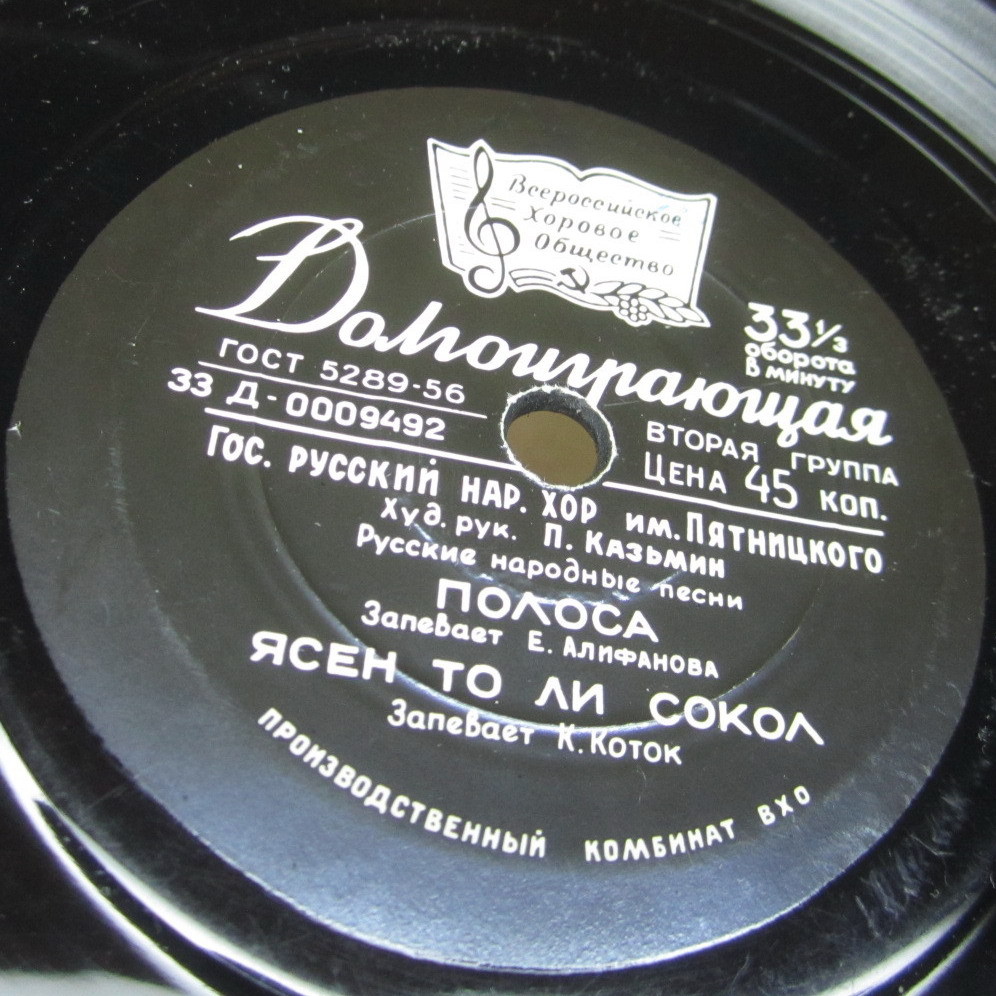 Всероссийское
Хоровое
Общество
Долгоиграющая
33⅓
оборота
в минуту
ГОСТ 5289-56
ВТОРАЯ ГРУППА
33 Д-0009492
ЦЕНА 45 КОП.
ГОС. РУССКИЙ НАР. ХОР им. ПЯТНИЦКОГО
Худ. рук. П. КАЗЬМИН
Русские народные песни
ПОЛОСА
Запевает Е. АЛИФАНОВА
ЯСЕН ТО ЛИ СОКОЛ
Запевает К. КОТОК
ПРОИЗВОДСТВЕННЫЙ КОМБИНАТ ВХО